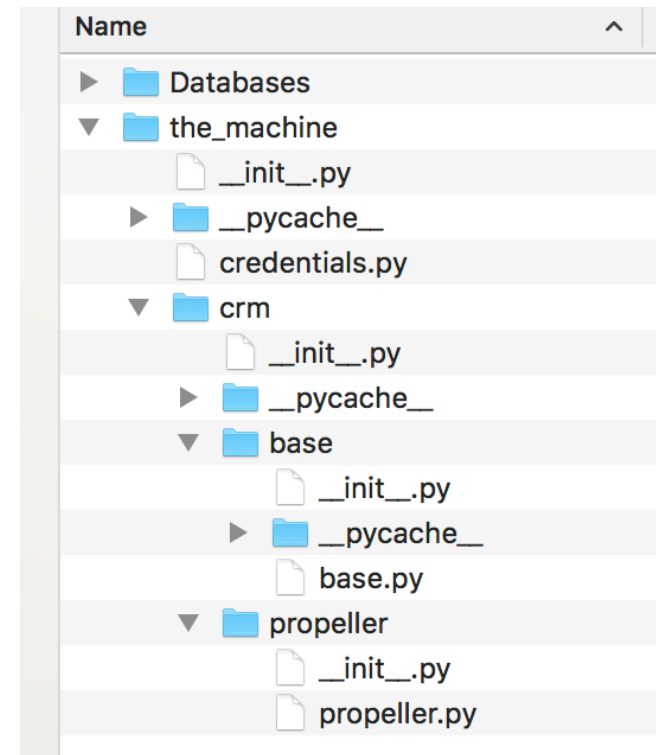 Name
Databases
the_machine
__init__.py
__pycache__
credentials.py
crm
__init__.py
__pycache__
base
__init__.py
__pycache__
base.py
propeller
__init__.py
propeller.py